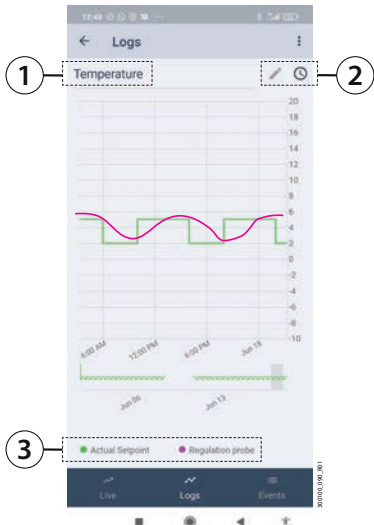 12:48
Logs
1
Temperature
2
20
18
16
14
12
10
8
6
4
2
0
-2
-4
-6
-8
-10
6:00 AM
12:00 PM
6:00 PM
Jun 19
Jun 06
Jun 13
3
Actual Setpoint
Regulation probe
Live
Logs
Events
300100_090_R01